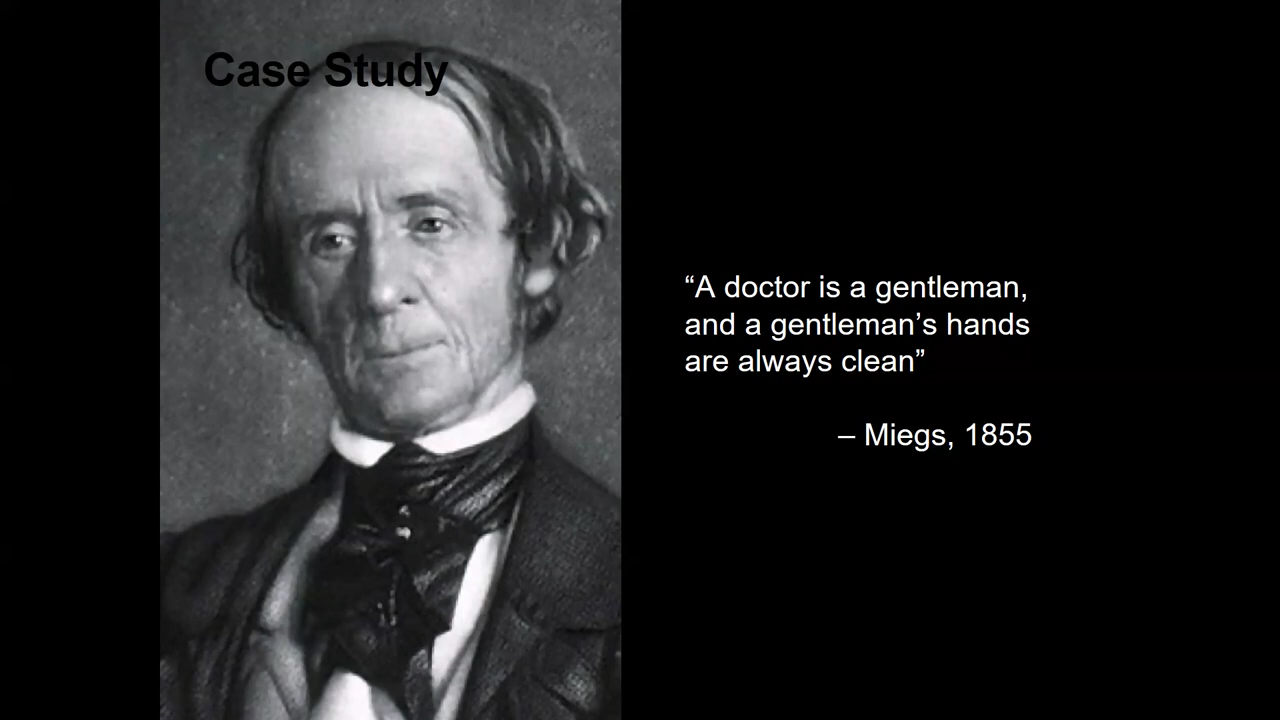 Case Study
“A doctor is a gentleman,
and a gentleman’s hands
are always clean”
– Miegs, 1855